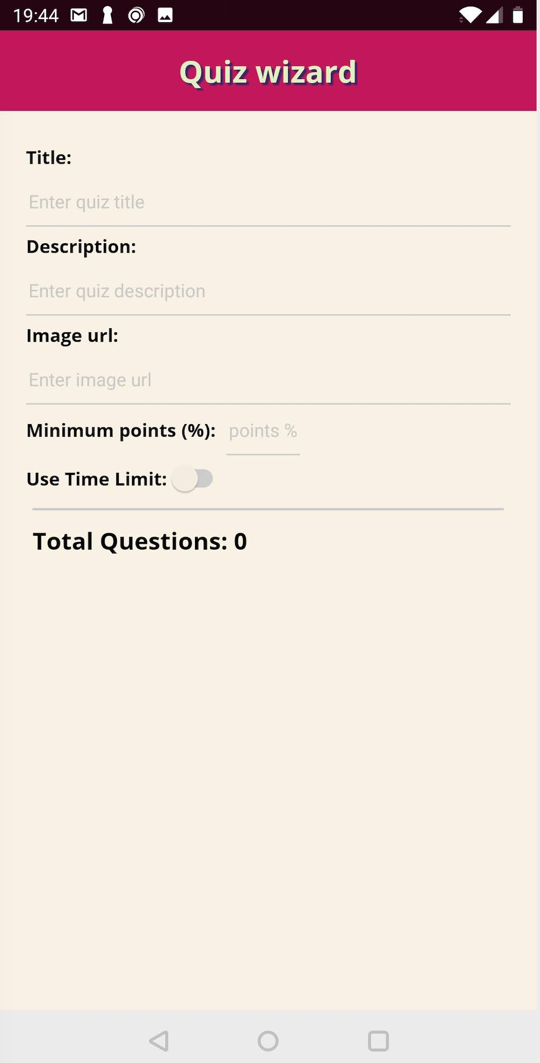 19:44
Quiz wizard
Title:
Enter quiz title
Description:
Enter quiz description
Image url:
Enter image url
Minimum points (%): points %
Use Time Limit:
Total Questions: 0